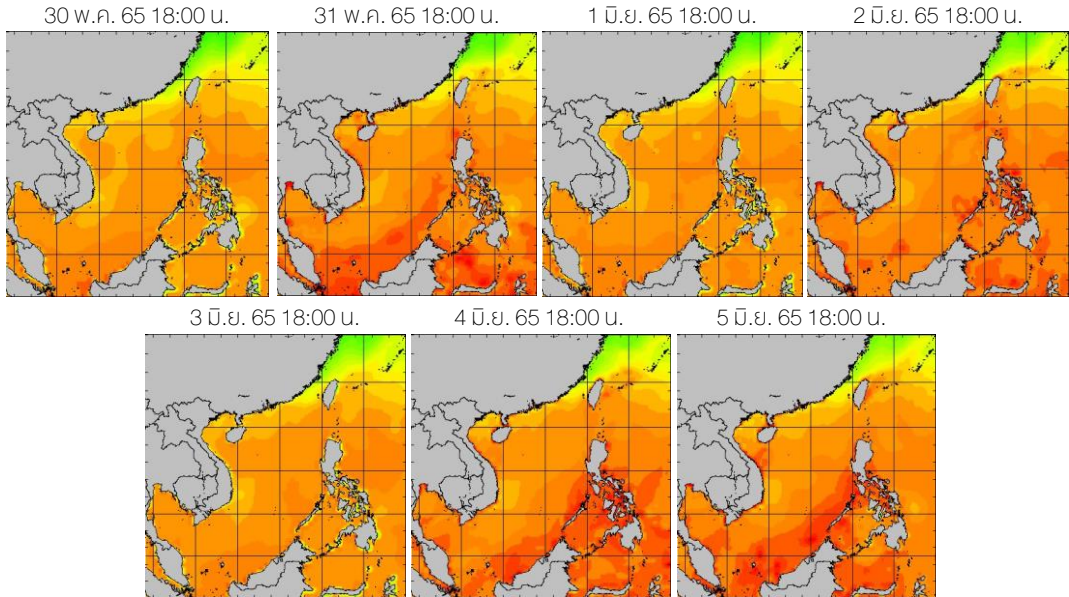 30 พ.ค. 65 18:00 น.
31 พ.ค. 65 18:00 น.
1 มิ.ย. 65 18:00 น.
2 มิ.ย. 65 18:00 น.
3 มิ.ย. 65 18:00 น.
4 มิ.ย. 65 18:00 น.
5 มิ.ย. 65 18:00 น.